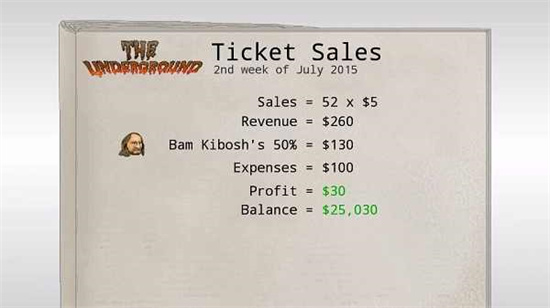 THE
UNDERGROUND
Ticket Sales
2nd week of July 2015
Sales = 52 x $5
Revenue = $260
Bam Kibosh's 50% = $130
Expenses = $100
Profit = $30
Balance = $25,030